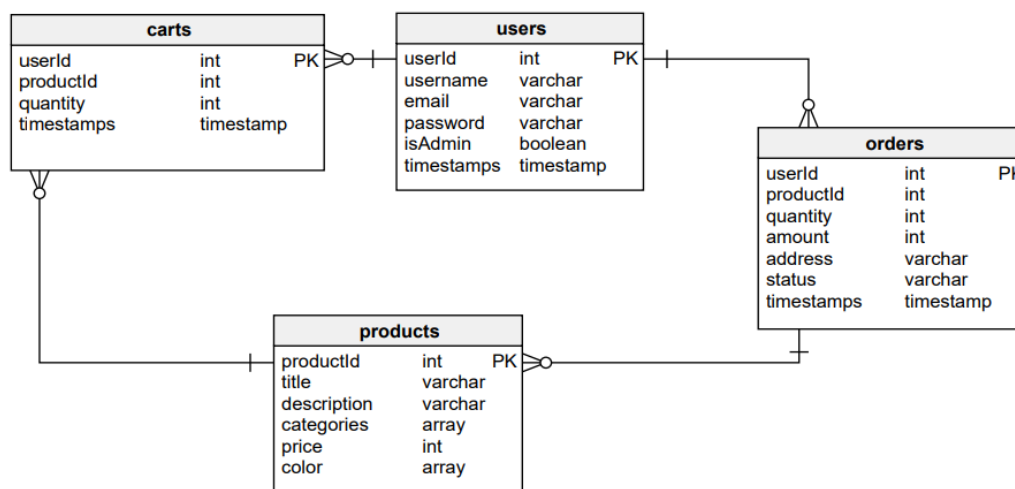 carts
userId int PK
productId int
quantity int
timestamps timestamp
users
userId int PK
username varchar
email varchar
password varchar
isAdmin boolean
timestamps timestamp
orders
userId int PK
productId int
quantity int
amount int
address varchar
status varchar
timestamps timestamp
products
productId int PK
title varchar
description varchar
categories array
price int
color array